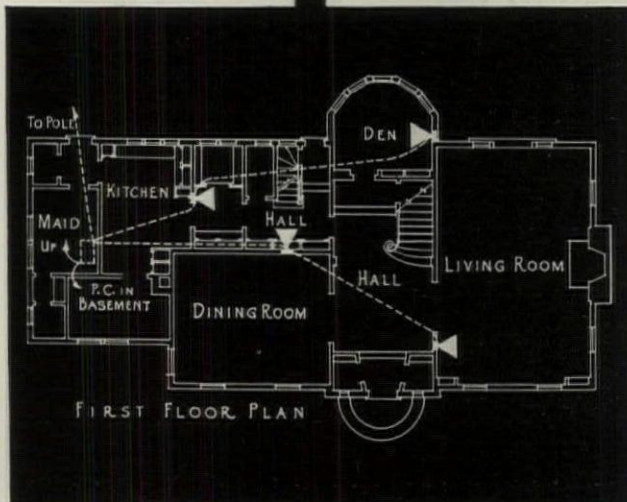 TO POLE
DEN
KITCHEN
MAID
HALL
UP
HALL
LIVING ROOM
P.C. IN
BASEMENT
DINING ROOM
FIRST FLOOR PLAN